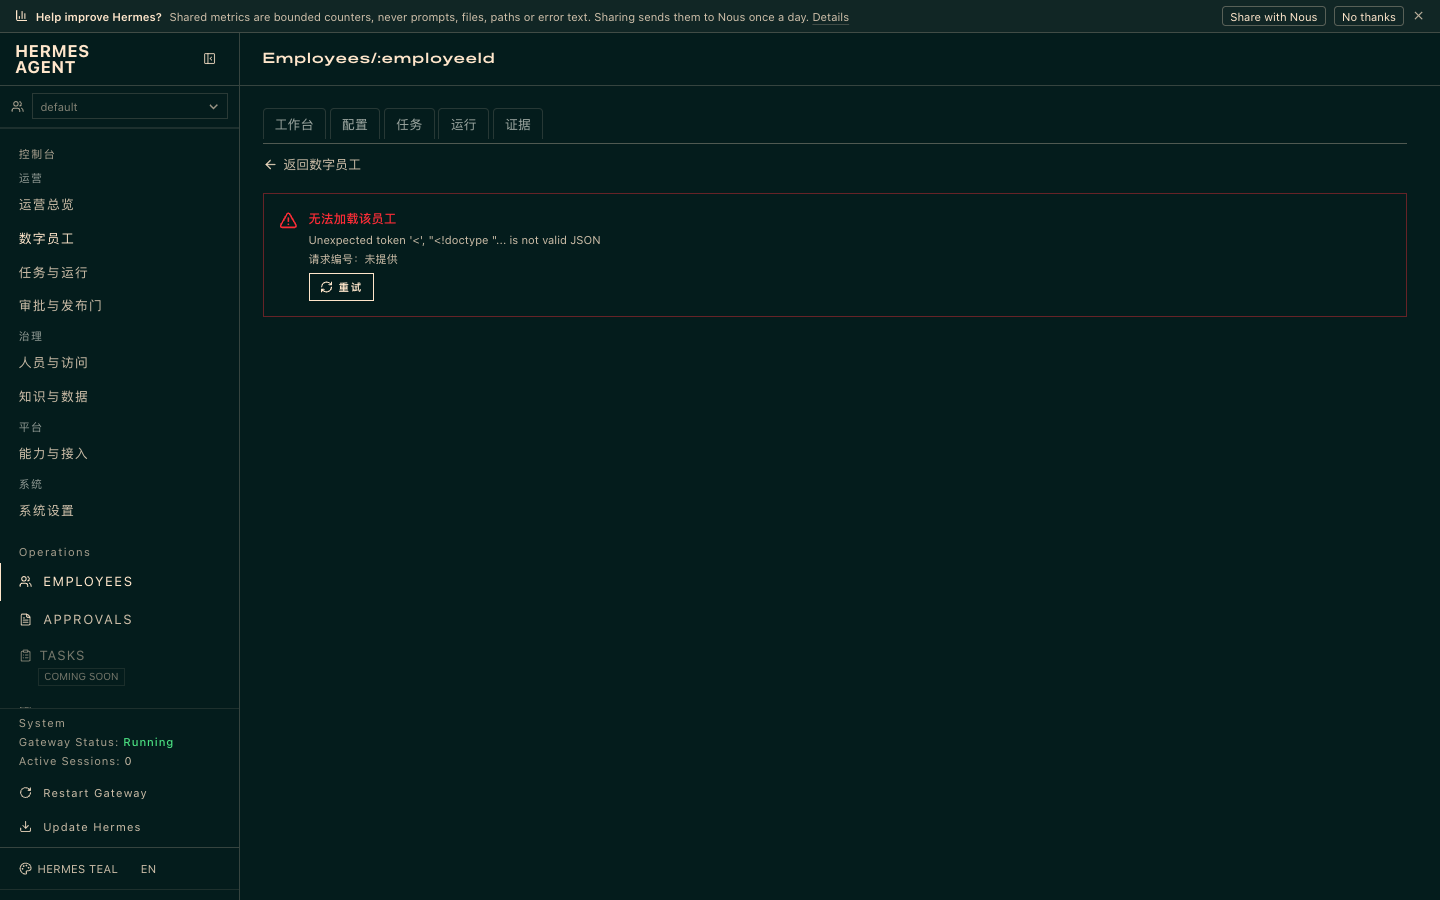 Help improve Hermes? Shared metrics are bounded counters, never prompts, files, paths or error text. Sharing sends them to Nous once a day. Details
Share with Nous
No thanks
HERMES
AGENT
Employees/:employeeId
default
控制台
运营
运营总览
数字员工
任务与运行
审批与发布门
治理
人员与访问
知识与数据
平台
能力与接入
系统
系统设置
Operations
EMPLOYEES
APPROVALS
TASKS
COMING SOON
System
Gateway Status: Running
Active Sessions: 0
Restart Gateway
Update Hermes
HERMES TEAL
EN
工作台
配置
任务
运行
证据
返回数字员工
无法加载该员工
Unexpected token '<', "<!doctype "... is not valid JSON
请求编号：未提供
重试